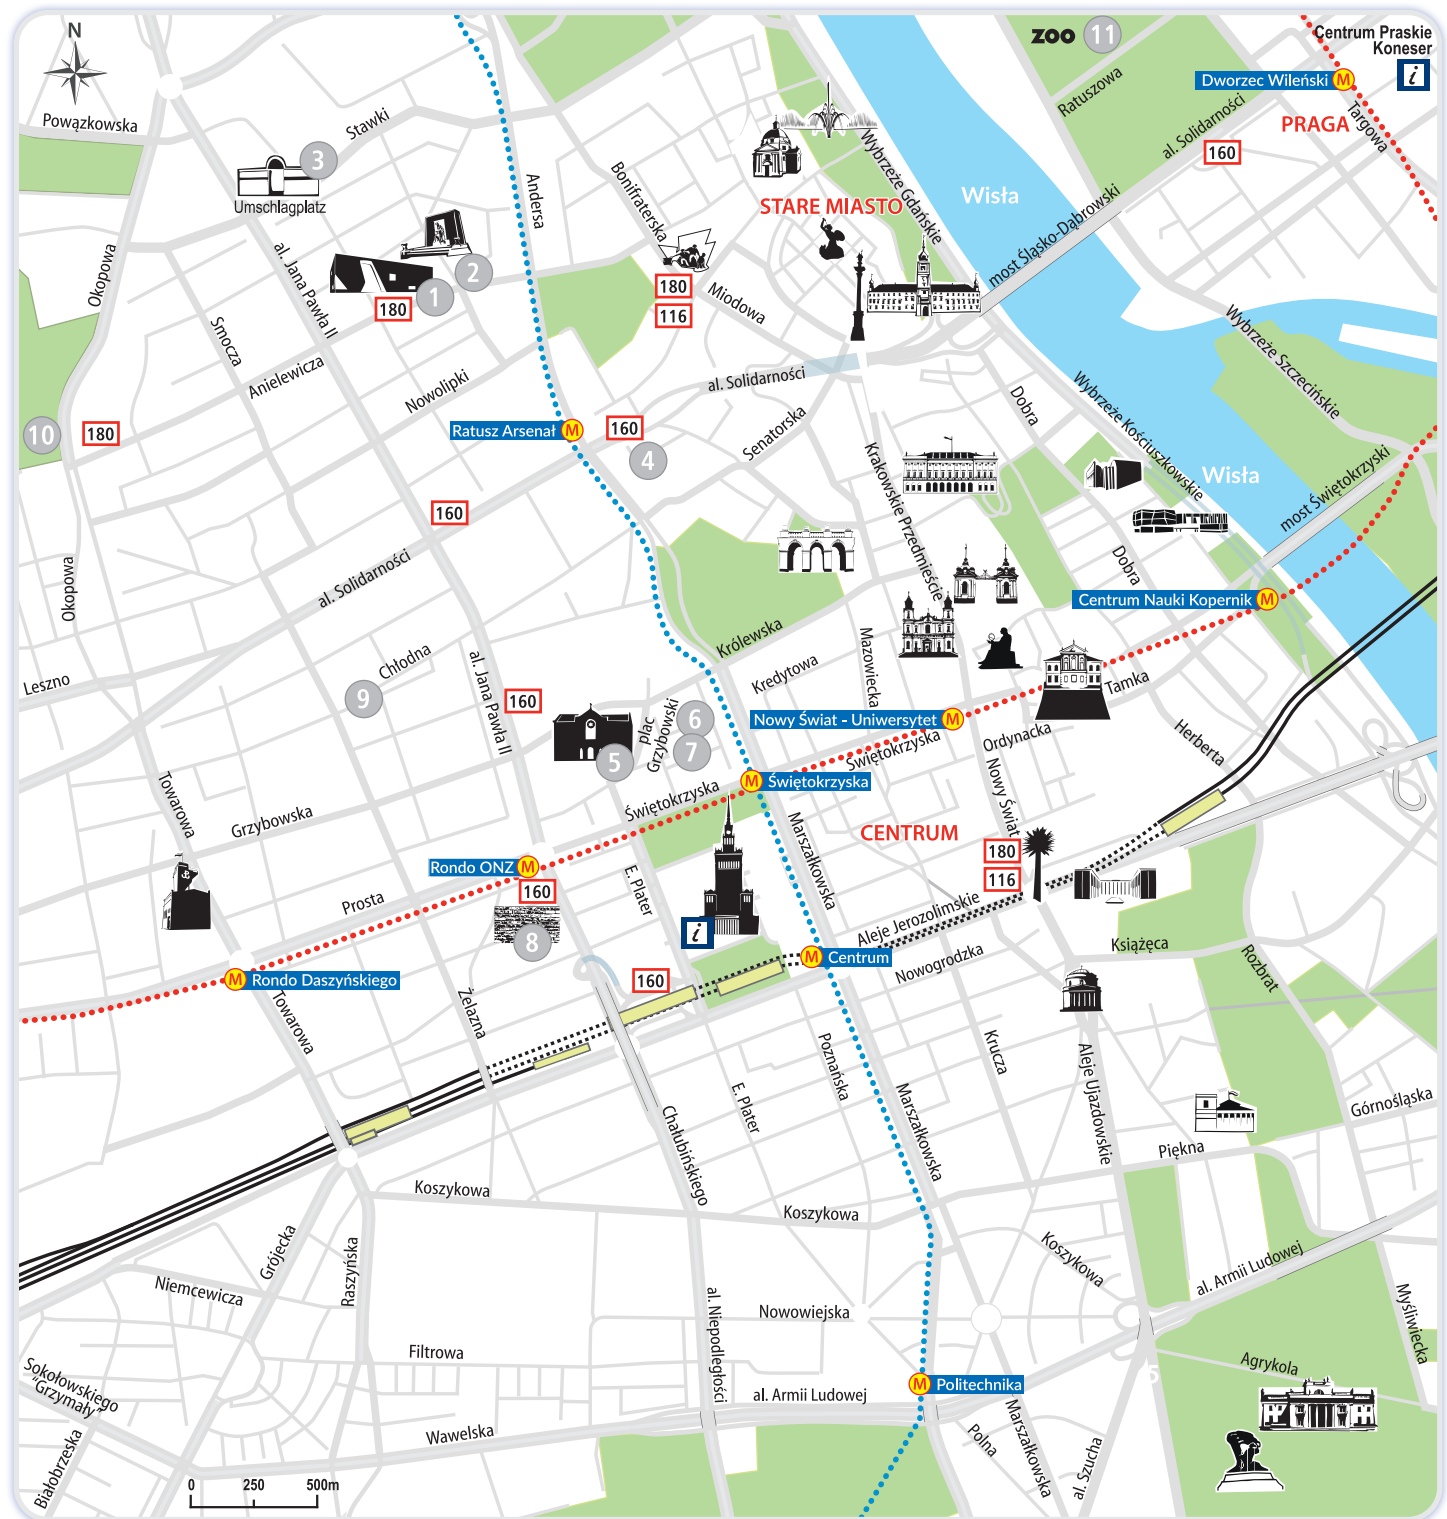 N
ZOO
11
Centrum Praskie
Koneser
i
Dworzec Wileński
M
PRAGA
Targowa
Ratuszowa
al. Solidarności
160
Powązkowska
Stawki
3
Umschlagplatz
Andersa
Bonifraterska
Wybrzeże Gdańskie
Wisła
STARE MIASTO
most Śląsko-Dąbrowski
Okopowa
al. Jana Pawła II
2
1
180
180
116
Miodowa
Smocza
Anielewicza
Nowolipki
al. Solidarności
Wybrzeże Szczecińskie
Wybrzeże Kościuszkowskie
Dobra
10
180
Ratusz Arsenał
M
160
4
Senatorska
Krakowskie Przedmieście
Wisła
most Świętokrzyski
160
al. Solidarności
Okopowa
Dobra
Centrum Nauki Kopernik
M
Królewska
Mazowiecka
Kredytowa
Leszno
Chłodna
9
al. Jana Pawła II
160
plac
Grzybowski
6
7
5
Nowy Świat - Uniwersytet
M
Tamka
Ordynacka
Herberta
Świętokrzyska
M
Świętokrzyska
Świętokrzyska
Towarowa
Grzybowska
Nowy Świat
Marszałkowska
CENTRUM
180
116
Rondo ONZ
M
160
E. Plater
Prosta
8
i
Aleje Jerozolimskie
M
Centrum
Nowogrodzka
Książęca
Rozbrat
M
Rondo Daszyńskiego
160
Towarowa
Żelazna
Krucza
Poznańska
Aleje Ujazdowskie
E. Plater
Marszałkowska
Chałubińskiego
Górnośląska
Piękna
Koszykowa
Koszykowa
Koszykowa
Grójecka
Raszyńska
Niemcewicza
al. Armii Ludowej
Myśliwiecka
al. Niepodległości
Nowowiejska
Filtrowa
Agrykola
Sokołowskiego
"Grzymały"
M
Politechnika
al. Armii Ludowej
Wawelska
Polna
Marszałkowska
al. Szucha
Białobrzeska
0 250 500m